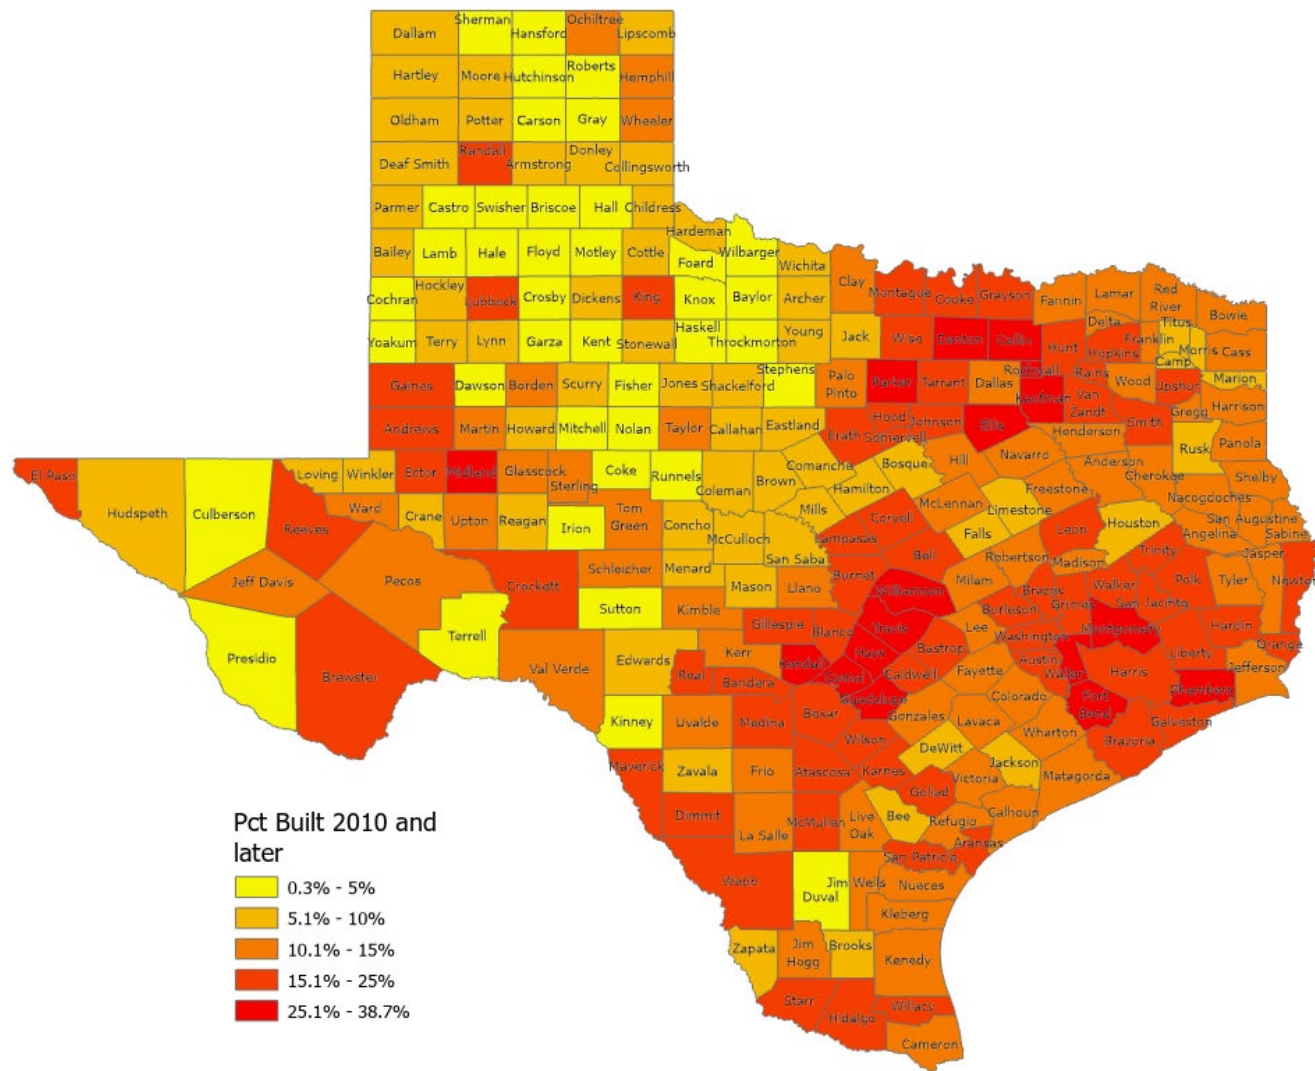 Dallam
Sherman
Hansford
Ochiltree
Lipscomb
Hartley
Moore
Hutchinson
Roberts
Hemphill
Oldham
Potter
Carson
Gray
Wheeler
Deaf Smith
Randall
Armstrong
Donley
Collingsworth
Parmer
Castro
Swisher
Briscoe
Hall
Childress
Bailey
Lamb
Hale
Floyd
Motley
Cottle
Hardeman
Foard
Wilbarger
Wichita
Clay
Montague
Cooke
Grayson
Fannin
Lamar
Red
River
Bowie
Cochran
Hockley
Lubbock
Crosby
Dickens
King
Knox
Baylor
Archer
Delta
Titus
Franklin
Morris
Cass
Yoakum
Terry
Lynn
Garza
Kent
Stonewall
Haskell
Throckmorton
Young
Jack
Wise
Denton
Collin
Hunt
Hopkins
Rains
Camp
Marion
Gaines
Dawson
Borden
Scurry
Fisher
Jones
Shackelford
Stephens
Palo
Pinto
Parker
Tarrant
Dallas
Rockwall
Kaufman
Van
Zandt
Wood
Upshur
Gregg
Harrison
Andrews
Martin
Howard
Mitchell
Nolan
Taylor
Callahan
Eastland
Erath
Hood
Somervell
Johnson
Ellis
Henderson
Smith
Rusk
Panola
El Paso
Hudspeth
Culberson
Loving
Winkler
Ector
Midland
Glasscock
Sterling
Coke
Runnels
Coleman
Brown
Comanche
Hamilton
Bosque
Hill
Navarro
Anderson
Cherokee
Shelby
Reeves
Ward
Crane
Upton
Reagan
Irion
Tom
Green
Concho
McCulloch
Mills
San Saba
Lampasas
Coryell
McLennan
Limestone
Freestone
Falls
Leon
Houston
Nacogdoches
San
Augustine
Sabine
Angelina
Jeff Davis
Pecos
Crockett
Schleicher
Menard
Mason
Llano
Burnet
Bell
Williamson
Milam
Robertson
Madison
Brazos
Grimes
Walker
Trinity
Polk
San Jacinto
Tyler
Jasper
Newton
Presidio
Brewster
Terrell
Sutton
Kimble
Gillespie
Blanco
Travis
Hays
Bastrop
Lee
Burleson
Washington
Montgomery
Liberty
Hardin
Orange
Jefferson
Val Verde
Edwards
Real
Kerr
Bandera
Kendall
Comal
Guadalupe
Caldwell
Fayette
Austin
Waller
Harris
Chambers
Kinney
Uvalde
Medina
Bexar
Wilson
Gonzales
Lavaca
Colorado
Wharton
Fort
Bend
Brazoria
Galveston
Maverick
Zavala
Frio
Atascosa
Karnes
DeWitt
Jackson
Victoria
Matagorda
Goliad
Dimmit
La Salle
McMullen
Live
Oak
Bee
Refugio
Calhoun
Aransas
San Patricio
Webb
Duval
Jim Wells
Nueces
Kleberg
Zapata
Jim
Hogg
Brooks
Kenedy
Starr
Hidalgo
Willacy
Cameron
Pct Built 2010 and
later
0.3% - 5%
5.1% - 10%
10.1% - 15%
15.1% - 25%
25.1% - 38.7%